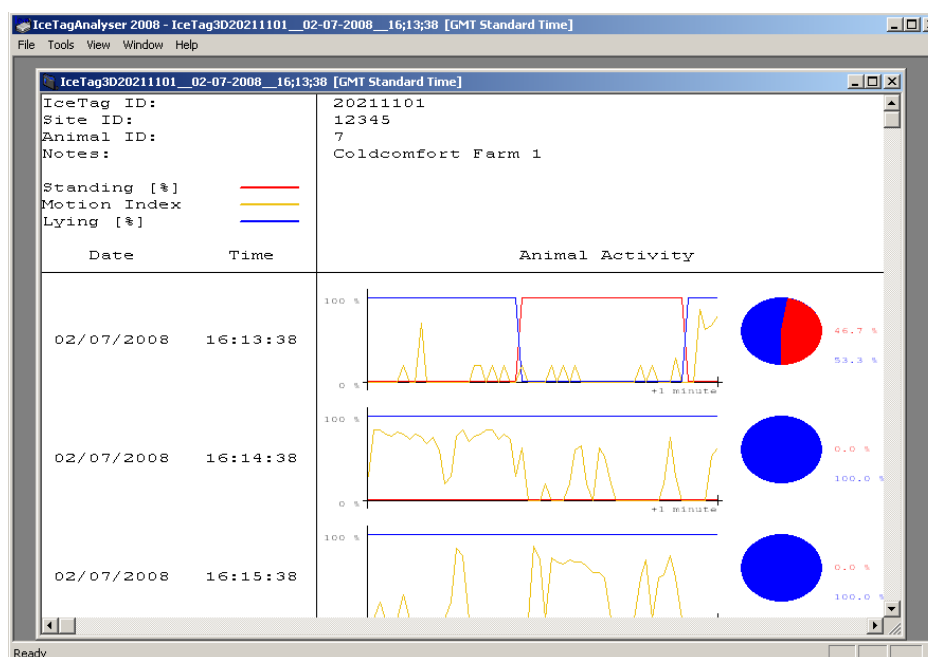 IceTagAnalyser 2008 - IceTag3D20211101__02-07-2008__16;13;38 [GMT Standard Time]
File Tools View Window Help
IceTag3D20211101__02-07-2008__16;13;38 [GMT Standard Time]
IceTag ID: 20211101
Site ID: 12345
Animal ID: 7
Notes: Coldcomfort Farm 1
Standing [%]
Motion Index
Lying [%]
Date Time Animal Activity
100 %
02/07/2008 16:13:38 46.7 %
53.3 %
0 %
+1 minute
100 %
02/07/2008 16:14:38 0.0 %
100.0 %
0 %
+1 minute
100 %
02/07/2008 16:15:38 0.0 %
100.0 %
Ready